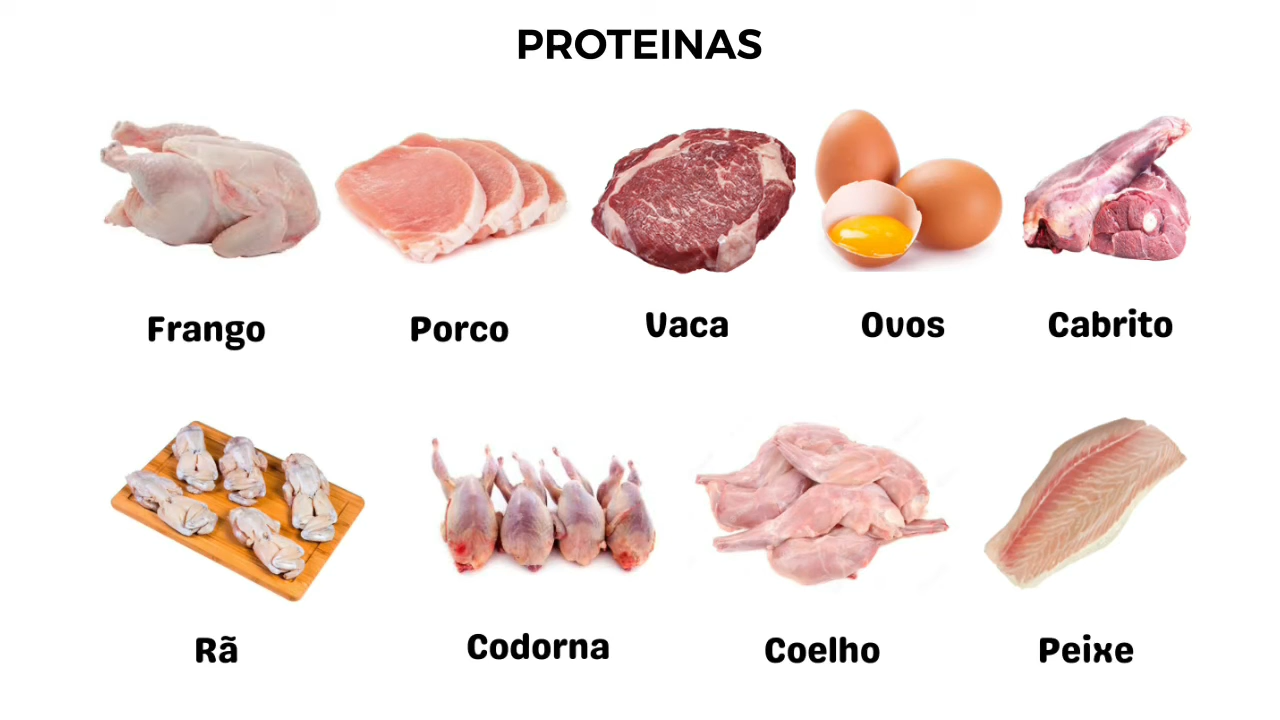 PROTEINAS
Frango
Porco
Vaca
Ovos
Cabrito
Rã
Codorna
Coelho
Peixe